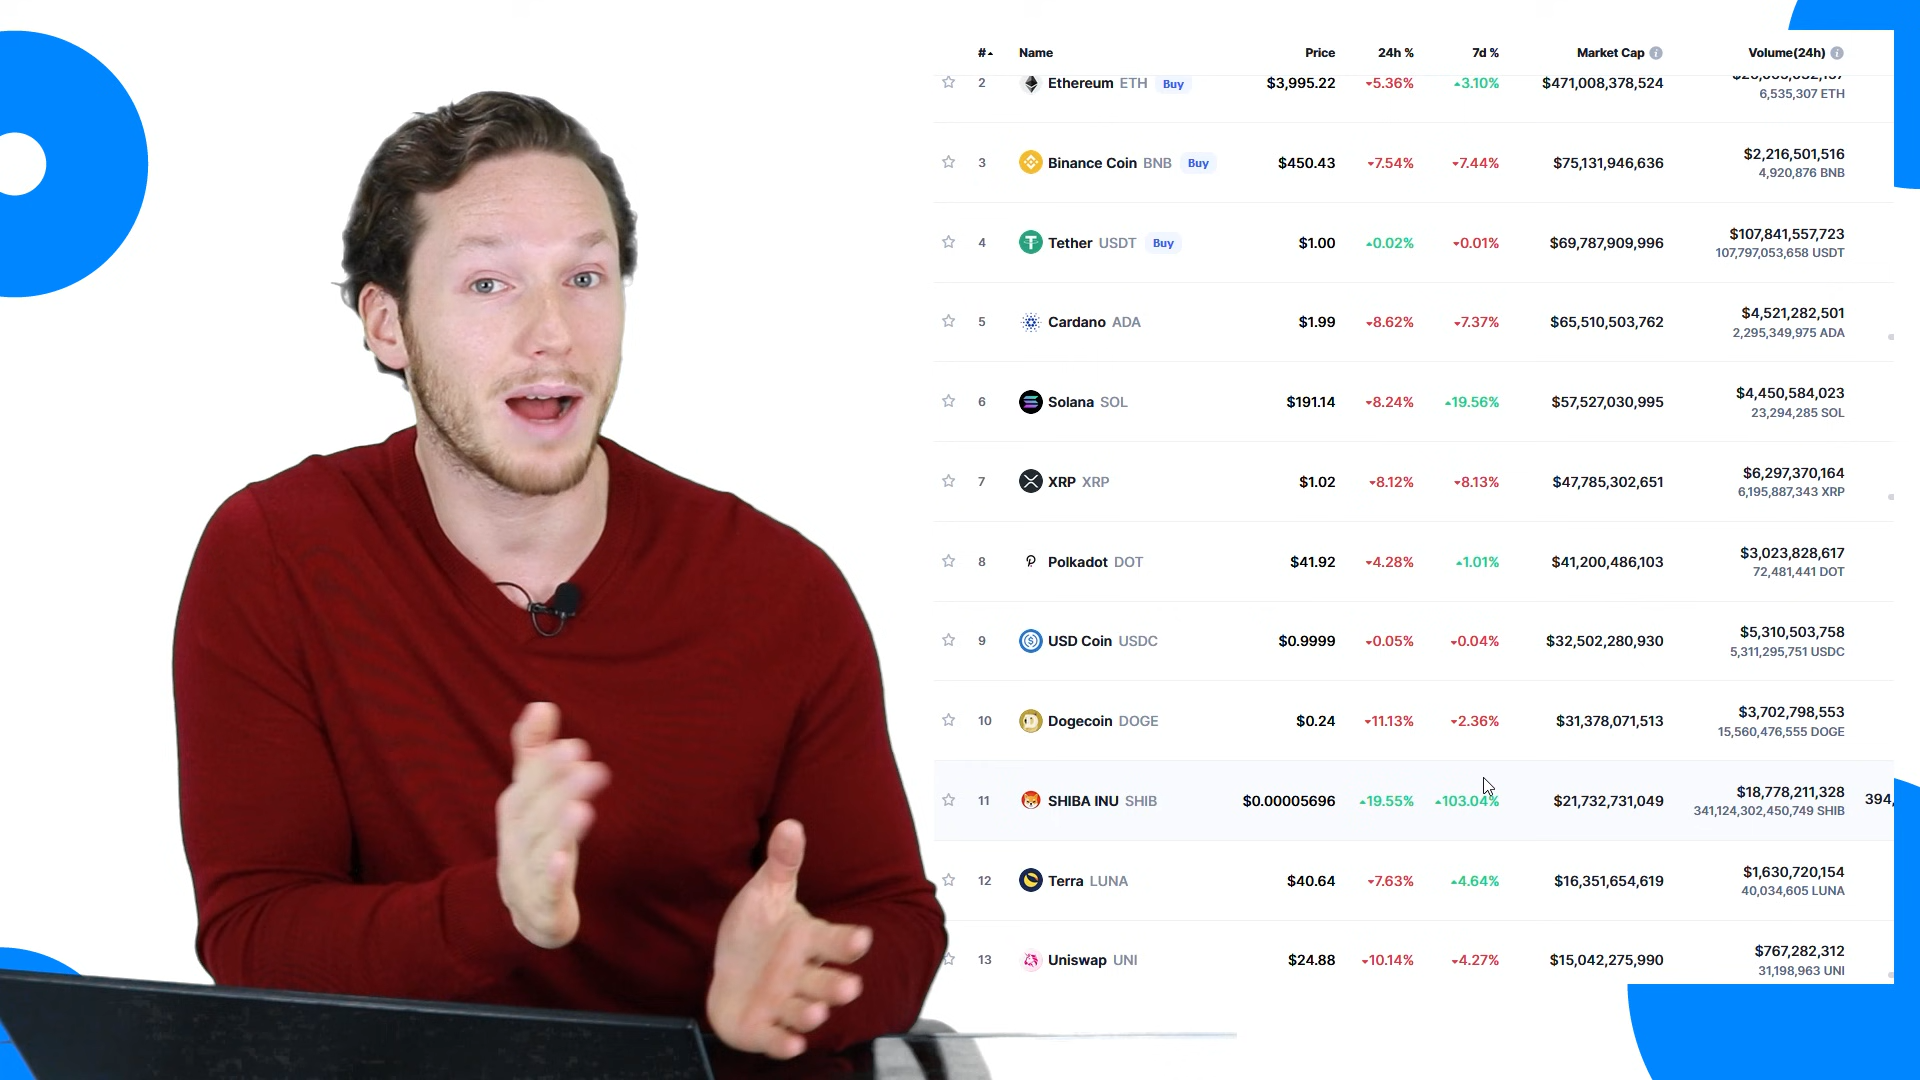 # Name Price 24h % 7d % Market Cap Volume(24h)
2 Ethereum ETH Buy $3,995.22 5.36% 3.10% $471,008,378,524
6,535,307 ETH
3 Binance Coin BNB Buy $450.43 7.54% 7.44% $75,131,946,636 $2,216,501,516
4,920,876 BNB
4 Tether USDT Buy $1.00 0.02% 0.01% $69,787,909,996 $107,841,557,723
107,797,053,658 USDT
5 Cardano ADA $1.99 8.62% 7.37% $65,510,503,762 $4,521,282,501
2,295,349,975 ADA
6 Solana SOL $191.14 8.24% 19.56% $57,527,030,995 $4,450,584,023
23,294,285 SOL
7 XRP XRP $1.02 8.12% 8.13% $47,785,302,651 $6,297,370,164
6,195,887,343 XRP
8 Polkadot DOT $41.92 4.28% 1.01% $41,200,486,103 $3,023,828,617
72,481,441 DOT
9 USD Coin USDC $0.9999 0.05% 0.04% $32,502,280,930 $5,310,503,758
5,311,295,751 USDC
10 Dogecoin DOGE $0.24 11.13% 2.36% $31,378,071,513 $3,702,798,553
15,560,476,555 DOGE
11 SHIBA INU SHIB $0.00005696 19.55% 103.04% $21,732,731,049 $18,778,211,328 394,
341,124,302,450,749 SHIB
12 Terra LUNA $40.64 7.63% 4.64% $16,351,654,619 $1,630,720,154
40,034,605 LUNA
13 Uniswap UNI $24.88 10.14% 4.27% $15,042,275,990 $767,282,312
31,198,963 UNI